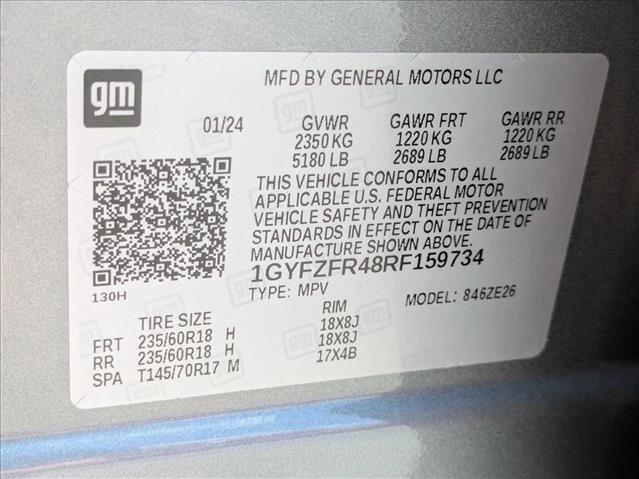 gm
MFD BY GENERAL MOTORS LLC
01/24 GVWR GAWR FRT GAWR RR
2350 KG 1220 KG 1220 KG
5180 LB 2689 LB 2689 LB
THIS VEHICLE CONFORMS TO ALL
APPLICABLE U.S. FEDERAL MOTOR
VEHICLE SAFETY AND THEFT PREVENTION
STANDARDS IN EFFECT ON THE DATE OF
MANUFACTURE SHOWN ABOVE.
1GYFZFR48RF159734
130H
TYPE: MPV MODEL: 846ZE26
TIRE SIZE RIM
FRT 235/60R18 H 18X8J
RR 235/60R18 H 18X8J
SPA T145/70R17 M 17X4B